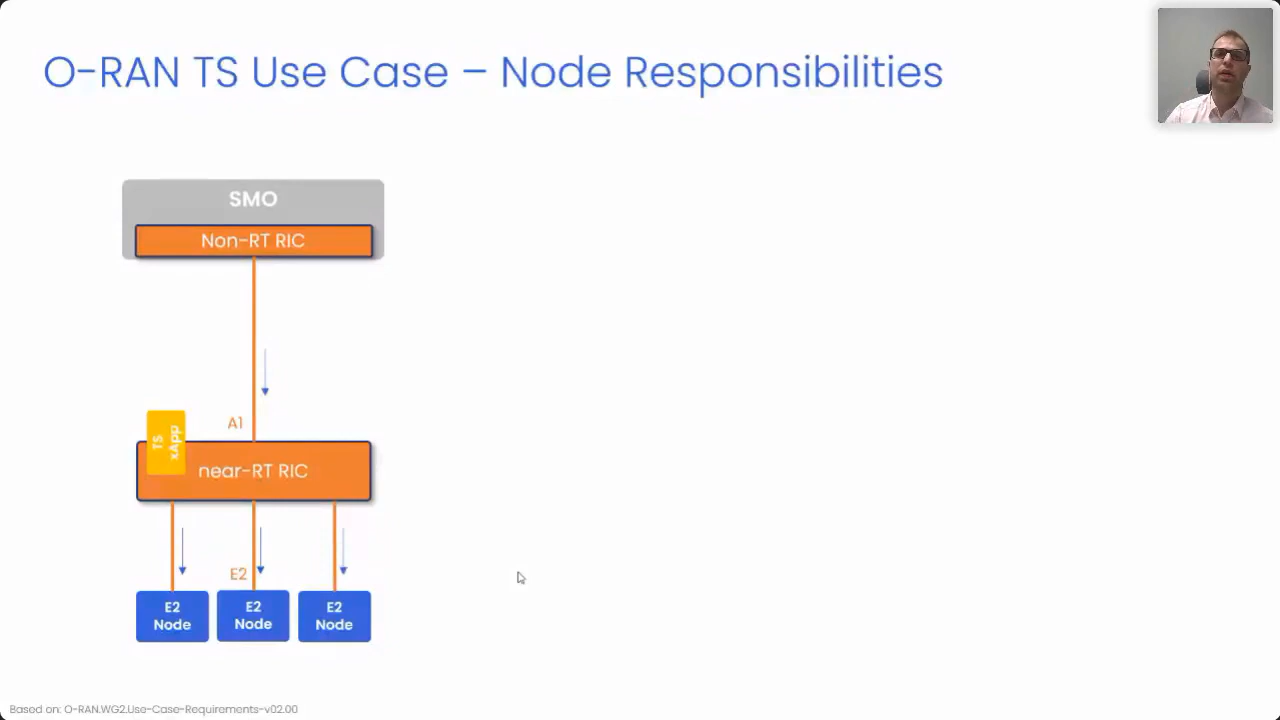 O-RAN TS Use Case – Node Responsibilities
SMO
Non-RT RIC
A1
TS
xApp
near-RT RIC
E2
E2
Node
E2
Node
E2
Node
Based on: O-RAN.WG2.Use-Case-Requirements-v02.00